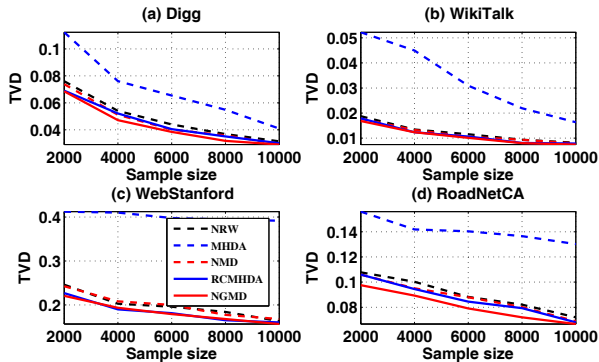 (a) Digg
TVD
0.1
0.08
0.06
0.04
2000 4000 6000 8000 10000
Sample size
(b) WikiTalk
TVD
0.05
0.04
0.03
0.02
0.01
2000 4000 6000 8000 10000
Sample size
(c) WebStanford
TVD
0.4
0.3
0.2
NRW
MHDA
NMD
RCMHDA
NGMD
2000 4000 6000 8000 10000
Sample size
(d) RoadNetCA
TVD
0.14
0.12
0.1
0.08
2000 4000 6000 8000 10000
Sample size